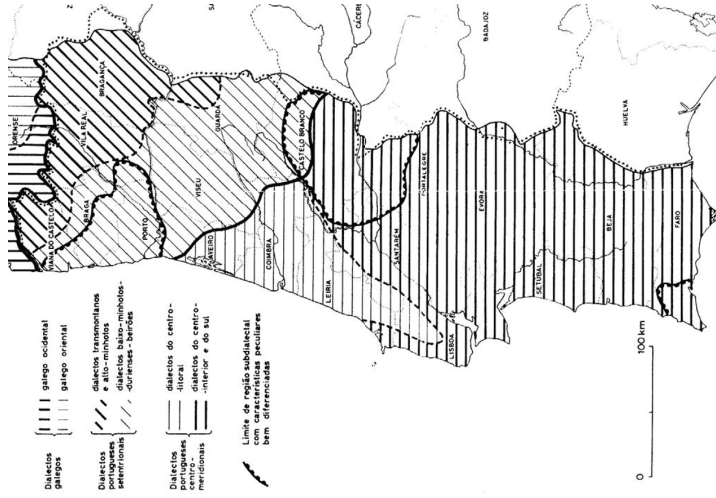 ORENSE
VIANA DO CASTELO
BRAGA
VILA REAL
BRAGANÇA
PORTO
VISEU
GUARDA
AVEIRO
COIMBRA
CASTELO BRANCO
LEIRIA
SANTARÉM
PORTALEGRE
CÁCERE
BADAJOZ
LISBOA
EVORA
SETÚBAL
BEJA
HUELVA
FARO
Z
SA
Dialectos
galegos
galego ocidental
galego oriental
Dialectos
portugueses
setentrionais
dialectos transmontanos
e alto-minhotos
dialectos baixo-minhotos-
-durienses-beirões
Dialectos
portugueses
centro-
meridionais
dialectos do centro-
-litoral
dialectos do centro-
-interior e do sul
Limite de região subdialectal
com características peculiares
bem diferenciadas
0
100 km